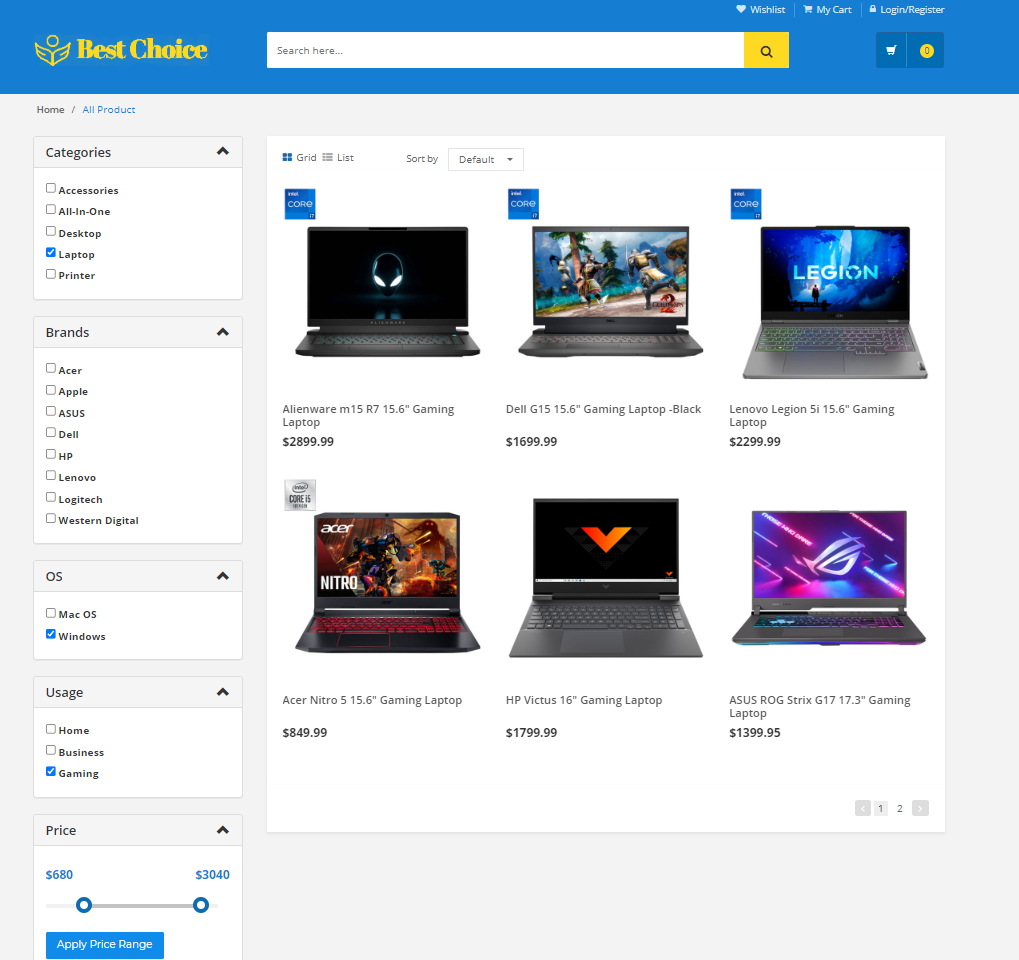 Wishlist
My Cart
Login/Register
Best Choice
Search here...
0
Home / All Product
Categories
Accessories
All-In-One
Desktop
Laptop
Printer
Brands
Acer
Apple
ASUS
Dell
HP
Lenovo
Logitech
Western Digital
OS
Mac OS
Windows
Usage
Home
Business
Gaming
Price
$680 $3040
Apply Price Range
Grid List Sort by Default
intel
CORE
i7
ALIENWARE
Alienware m15 R7 15.6" Gaming
Laptop
$2899.99
intel
CORE
i7
DELL
Dell G15 15.6" Gaming Laptop -Black
$1699.99
intel
CORE
i7
LEGION
Lenovo Legion 5i 15.6" Gaming
Laptop
$2299.99
intel
CORE i5
acer
NITRO
Acer Nitro 5 15.6" Gaming Laptop
$849.99
HP Victus 16" Gaming Laptop
$1799.99
ASUS ROG Strix G17 17.3" Gaming
Laptop
$1399.95
1 2